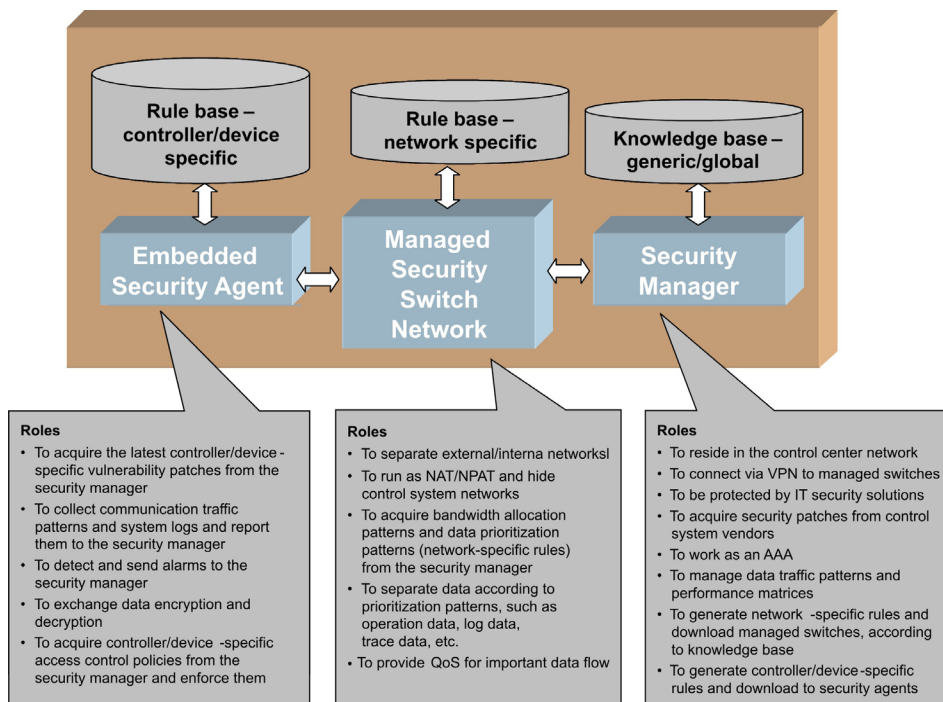 Rule base –
controller/device
specific
Rule base –
network specific
Knowledge base –
generic/global
Embedded
Security Agent
Managed
Security
Switch
Network
Security
Manager
Roles
• To acquire the latest controller/device -
specific vulnerability patches from the
security manager
• To collect communication traffic
patterns and system logs and report
them to the security manager
• To detect and send alarms to the
security manager
• To exchange data encryption and
decryption
• To acquire controller/device -specific
access control policies from the
security manager and enforce them
Roles
• To separate external/interna networksl
• To run as NAT/NPAT and hide
control system networks
• To acquire bandwidth allocation
patterns and data prioritization
patterns (network-specific rules)
from the security manager
• To separate data according to
prioritization patterns, such as
operation data, log data,
trace data, etc.
• To provide QoS for important data flow
Roles
• To reside in the control center network
• To connect via VPN to managed switches
• To be protected by IT security solutions
• To acquire security patches from control
system vendors
• To work as an AAA
• To manage data traffic patterns and
performance matrices
• To generate network -specific rules and
download managed switches, according
to knowledge base
• To generate controller/device-specific
rules and download to security agents